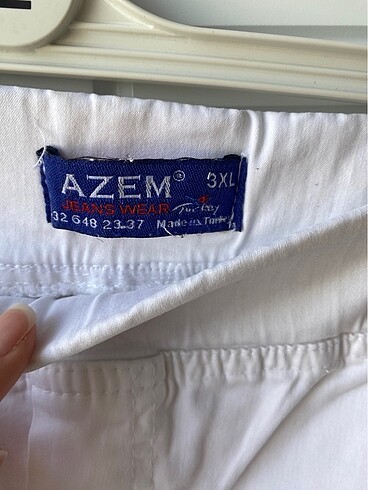 AZEM® 3XL
JEANS WEAR Turkey
32 648 23.37 Made in Turkey